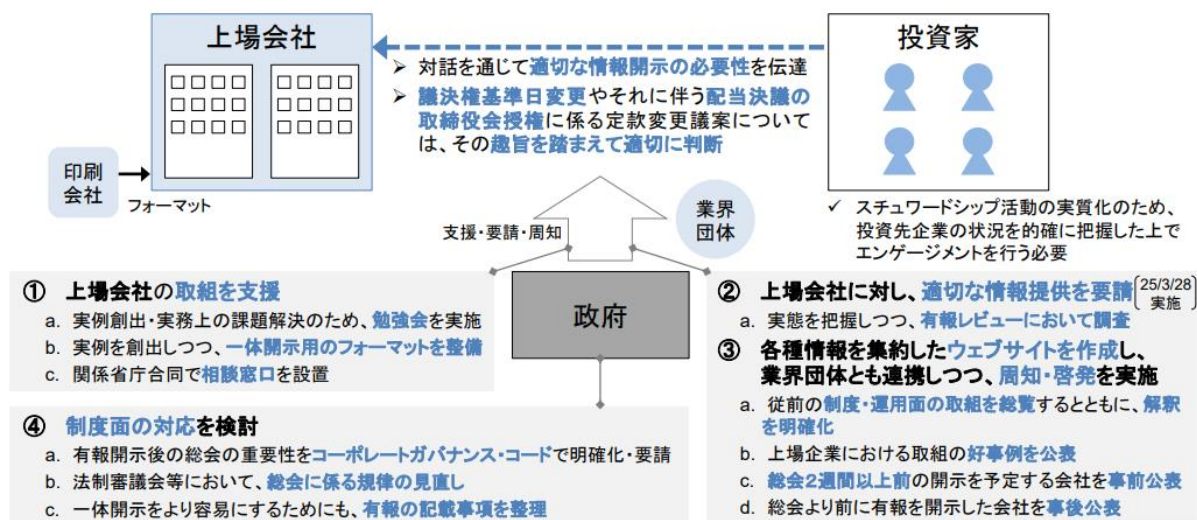 上場会社
投資家
➢ 対話を通じて適切な情報開示の必要性を伝達
➢ 議決権基準日変更やそれに伴う配当決議の
取締役会授権に係る定款変更議案について
は、その趣旨を踏まえて適切に判断
印刷
会社
フォーマット
業界
団体
支援・要請・周知
✓ スチュワードシップ活動の実質化のため、
投資先企業の状況を的確に把握した上で
エンゲージメントを行う必要
政府
① 上場会社の取組を支援
a. 実例創出・実務上の課題解決のため、勉強会を実施
b. 実例を創出しつつ、一体開示用のフォーマットを整備
c. 関係省庁合同で相談窓口を設置
② 上場会社に対し、適切な情報提供を要請
25/3/28
実施
a. 実態を把握しつつ、有報レビューにおいて調査
③ 各種情報を集約したウェブサイトを作成し、
業界団体とも連携しつつ、周知・啓発を実施
a. 従前の制度・運用面の取組を総覧するとともに、解釈
を明確化
b. 上場企業における取組の好事例を公表
c. 総会2週間以上前の開示を予定する会社を事前公表
d. 総会より前に有報を開示した会社を事後公表
④ 制度面の対応を検討
a. 有報開示後の総会の重要性をコーポレートガバナンス・コードで明確化・要請
b. 法制審議会等において、総会に係る規律の見直し
c. 一体開示をより容易にするためにも、有報の記載事項を整理